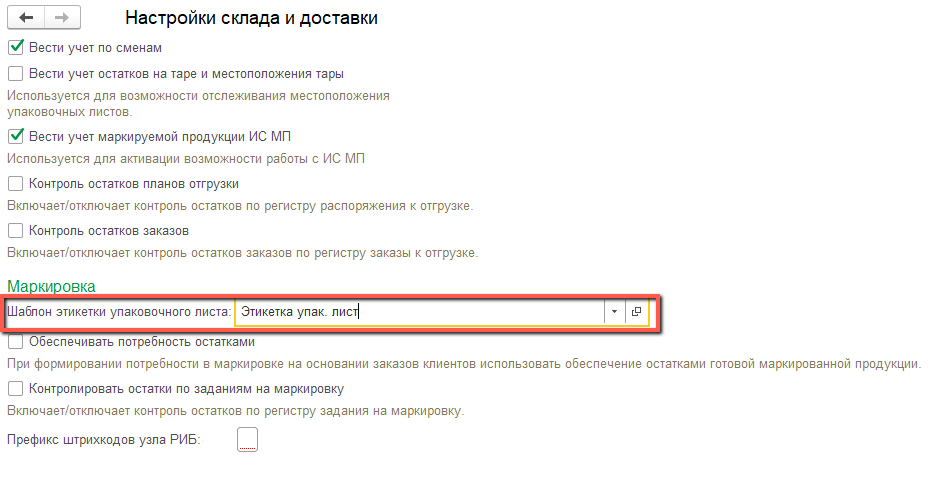 Настройки склада и доставки
Вести учет по сменам
Вести учет остатков на таре и местоположения тары
Используется для возможности отслеживания местоположения
упаковочных листов.
Вести учет маркируемой продукции ИС МП
Используется для активации возможности работы с ИС МП
Контроль остатков планов отгрузки
Включает/отключает контроль остатков по регистру распоряжения к отгрузке.
Контроль остатков заказов
Включает/отключает контроль остатков заказов по регистру заказы к отгрузке.
Маркировка
Шаблон этикетки упаковочного листа: Этикетка упак. лист
Обеспечивать потребность остатками
При формировании потребности в маркировке на основании заказов клиентов использовать обеспечение остатками готовой маркированной продукции.
Контролировать остатки по заданиям на маркировку
Включает/отключает контроль остатков по регистру задания на маркировку.
Префикс штрихкодов узла РИБ: